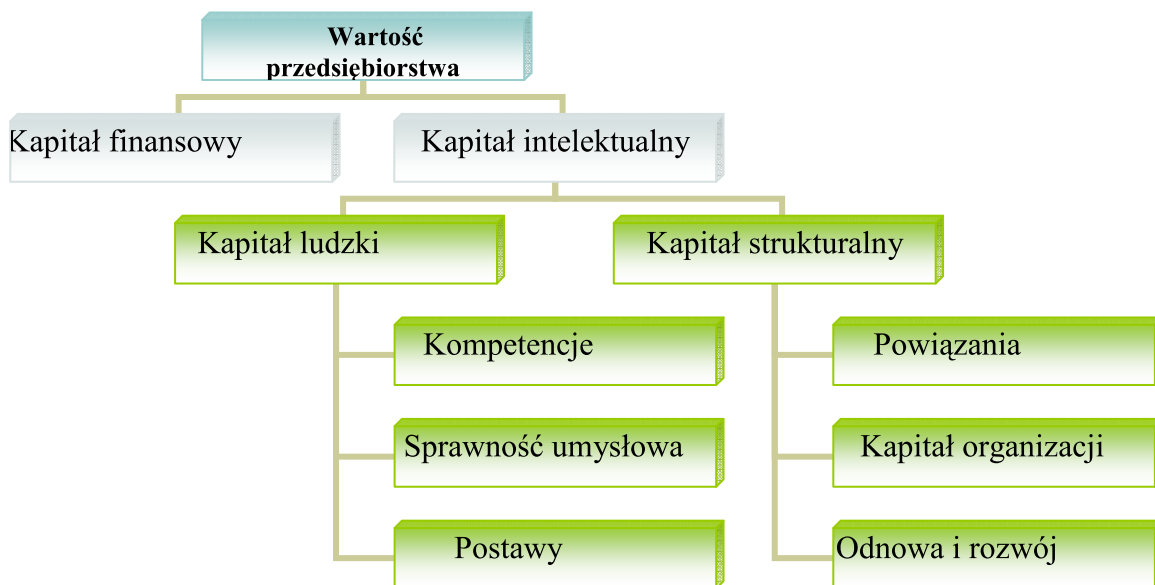 Wartość
przedsiębiorstwa
Kapitał finansowy
Kapitał intelektualny
Kapitał ludzki
Kapitał strukturalny
Kompetencje
Powiązania
Sprawność umysłowa
Kapitał organizacji
Postawy
Odnowa i rozwój